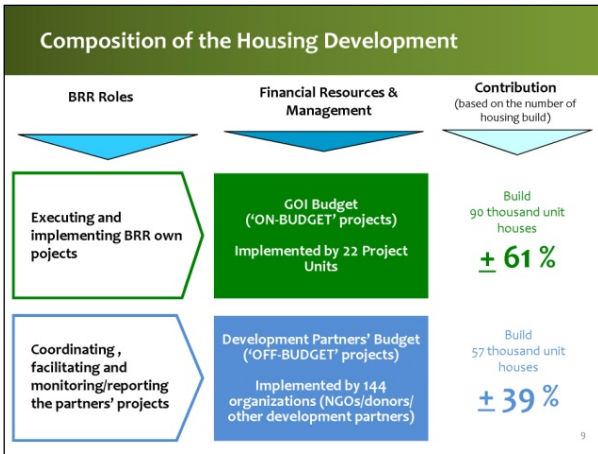 Composition of the Housing Development
BRR Roles
Financial Resources &
Management
Contribution
(based on the number of
housing build)
Executing and
implementing BRR own
pojects
GOI Budget
('ON-BUDGET' projects)
Implemented by 22 Project
Units
Build
90 thousand unit
houses
± 61 %
Coordinating ,
facilitating and
monitoring/reporting
the partners' projects
Development Partners' Budget
('OFF-BUDGET' projects)
Implemented by 144
organizations (NGOs/donors/
other development partners)
Build
57 thousand unit
houses
± 39 %
9